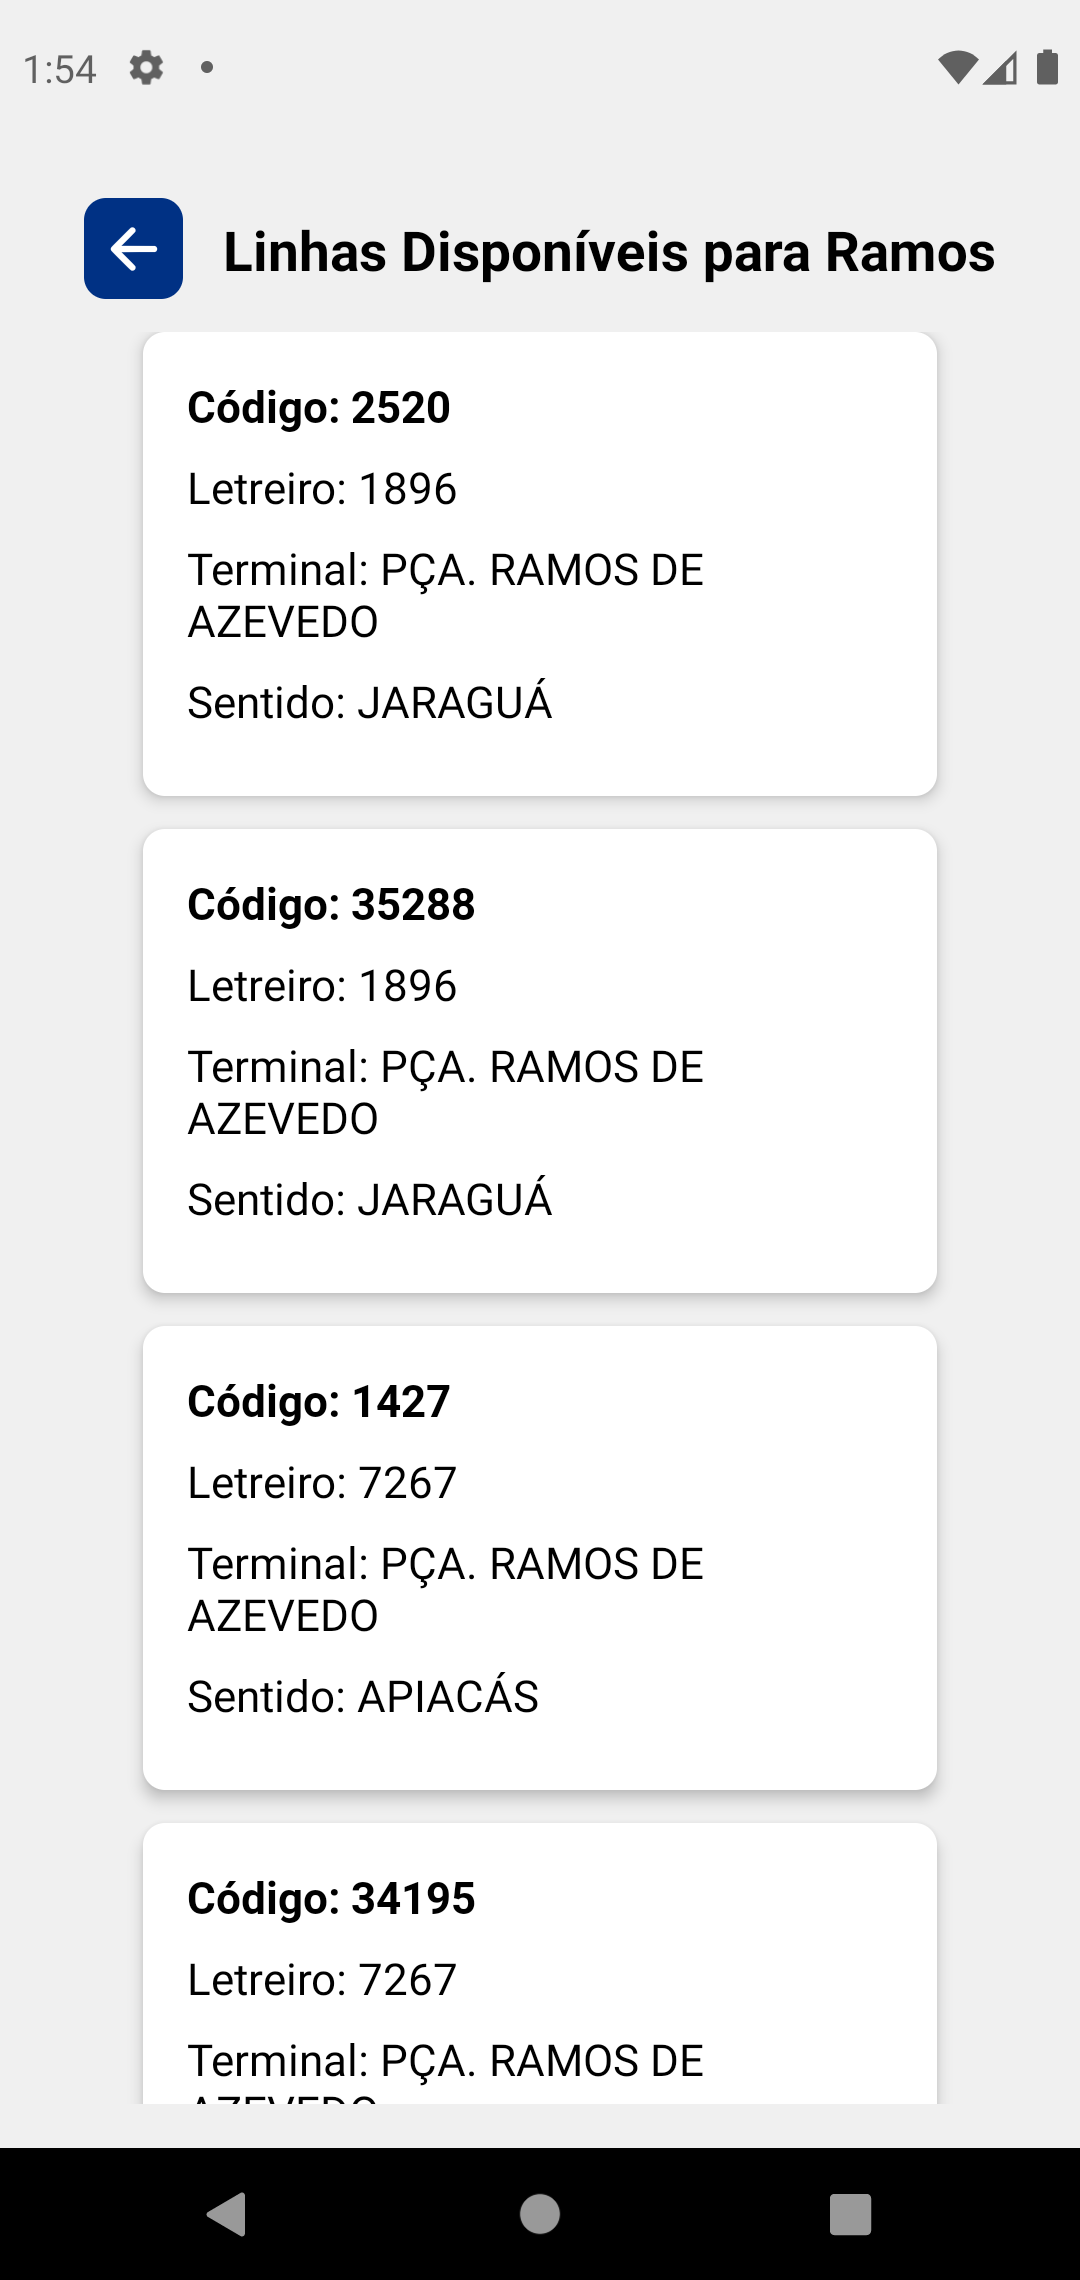 1:54
Linhas Disponíveis para Ramos
Código: 2520
Letreiro: 1896
Terminal: PÇA. RAMOS DE
AZEVEDO
Sentido: JARAGUÁ
Código: 35288
Letreiro: 1896
Terminal: PÇA. RAMOS DE
AZEVEDO
Sentido: JARAGUÁ
Código: 1427
Letreiro: 7267
Terminal: PÇA. RAMOS DE
AZEVEDO
Sentido: APIACÁS
Código: 34195
Letreiro: 7267
Terminal: PÇA. RAMOS DE